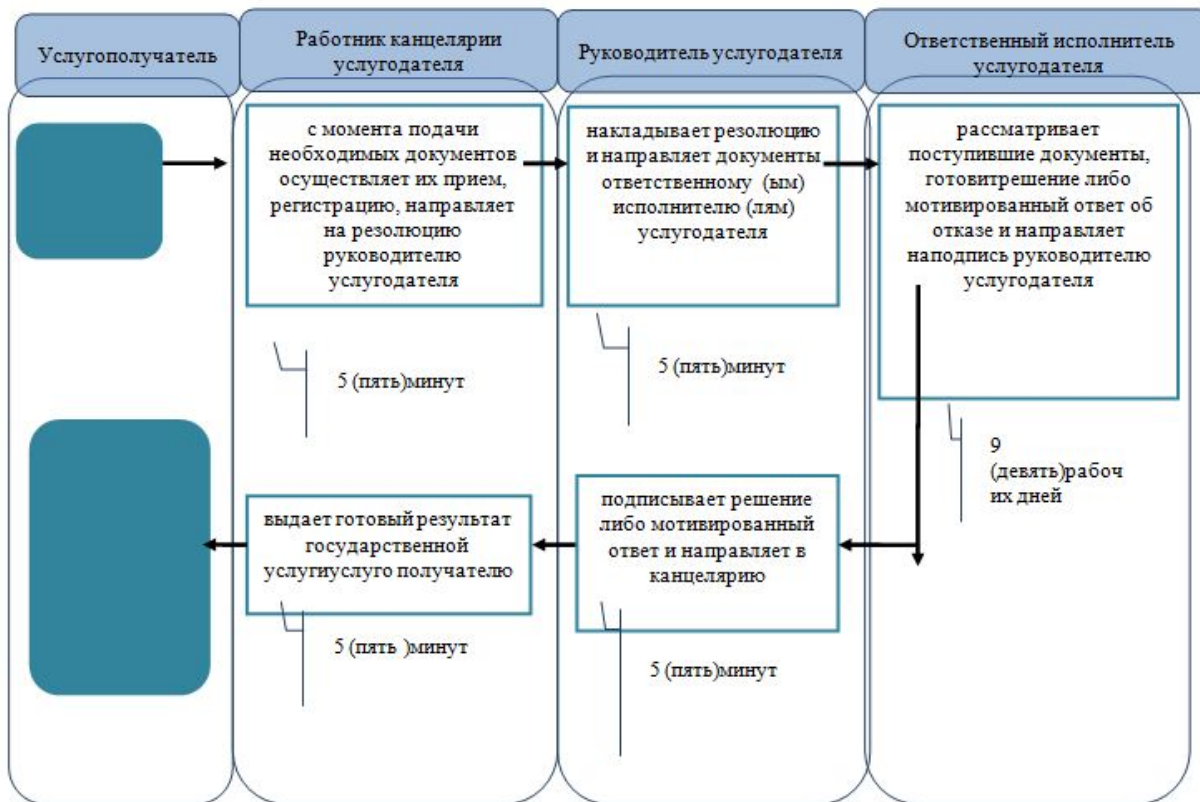 Услугополучатель
Работник канцелярии
услугодателя
Руководитель услугодателя
Ответственный исполнитель
услугодателя
с момента подачи
необходимых документов
осуществляет их прием,
регистрацию, направляет
на резолюцию
руководителю
услугодателя
накладывает резолюцию
и направляет документы
ответственному (ым)
исполнителю (лям)
услугодателя
рассматривает
поступившие документы,
готовитрешение либо
мотивированный ответ об
отказе и направляет
наподпись руководителю
услугодателя
5 (пять)минут
5 (пять)минут
9
(девять)рабоч
их дней
выдает готовый результат
государственной
услугиуслуго получателю
подписывает решение
либо мотивированный
ответ и направляет в
канцелярию
5 (пять )минут
5 (пять)минут